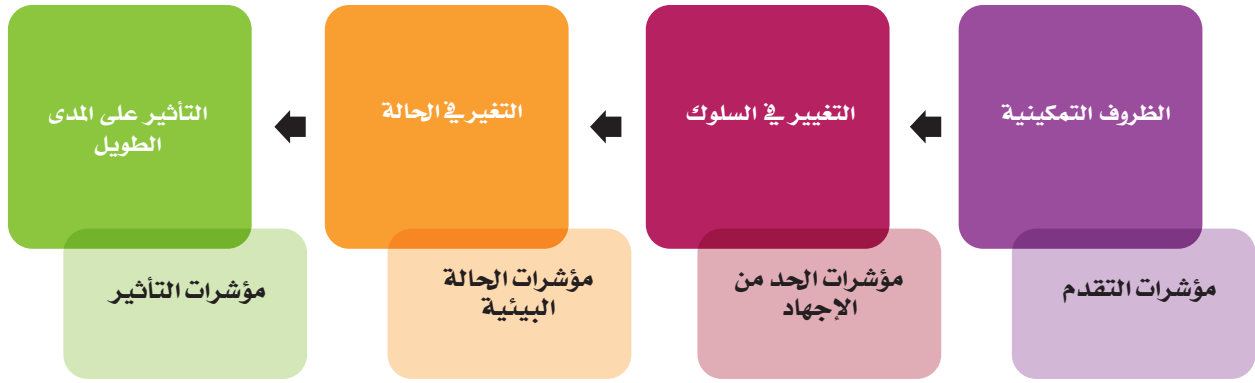 الظروف التمكينية
التغيير في السلوك
التغير في الحالة
التأثير على المدى
الطويل
مؤشرات التقدم
مؤشرات الحد من
الإجهاد
مؤشرات الحالة
البيئية
مؤشرات التأثير